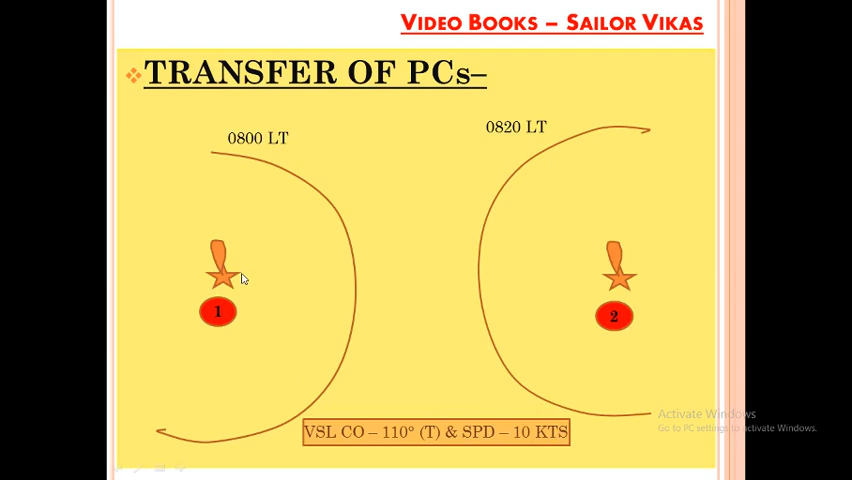 VIDEO BOOKS – SAILOR VIKAS
TRANSFER OF PCs–
0800 LT
0820 LT
1
2
VSL CO – 110° (T) & SPD – 10 KTS
Activate Windows
Go to PC settings to activate Windows.